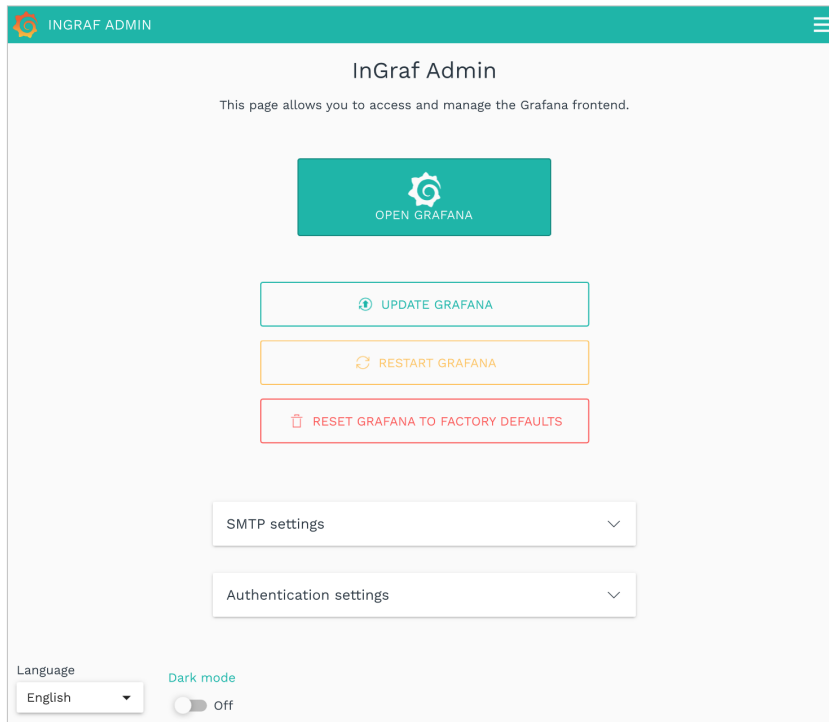 INGRAF ADMIN
InGraf Admin
This page allows you to access and manage the Grafana frontend.
OPEN GRAFANA
UPDATE GRAFANA
RESTART GRAFANA
RESET GRAFANA TO FACTORY DEFAULTS
SMTP settings
Authentication settings
Language
English
Dark mode
Off